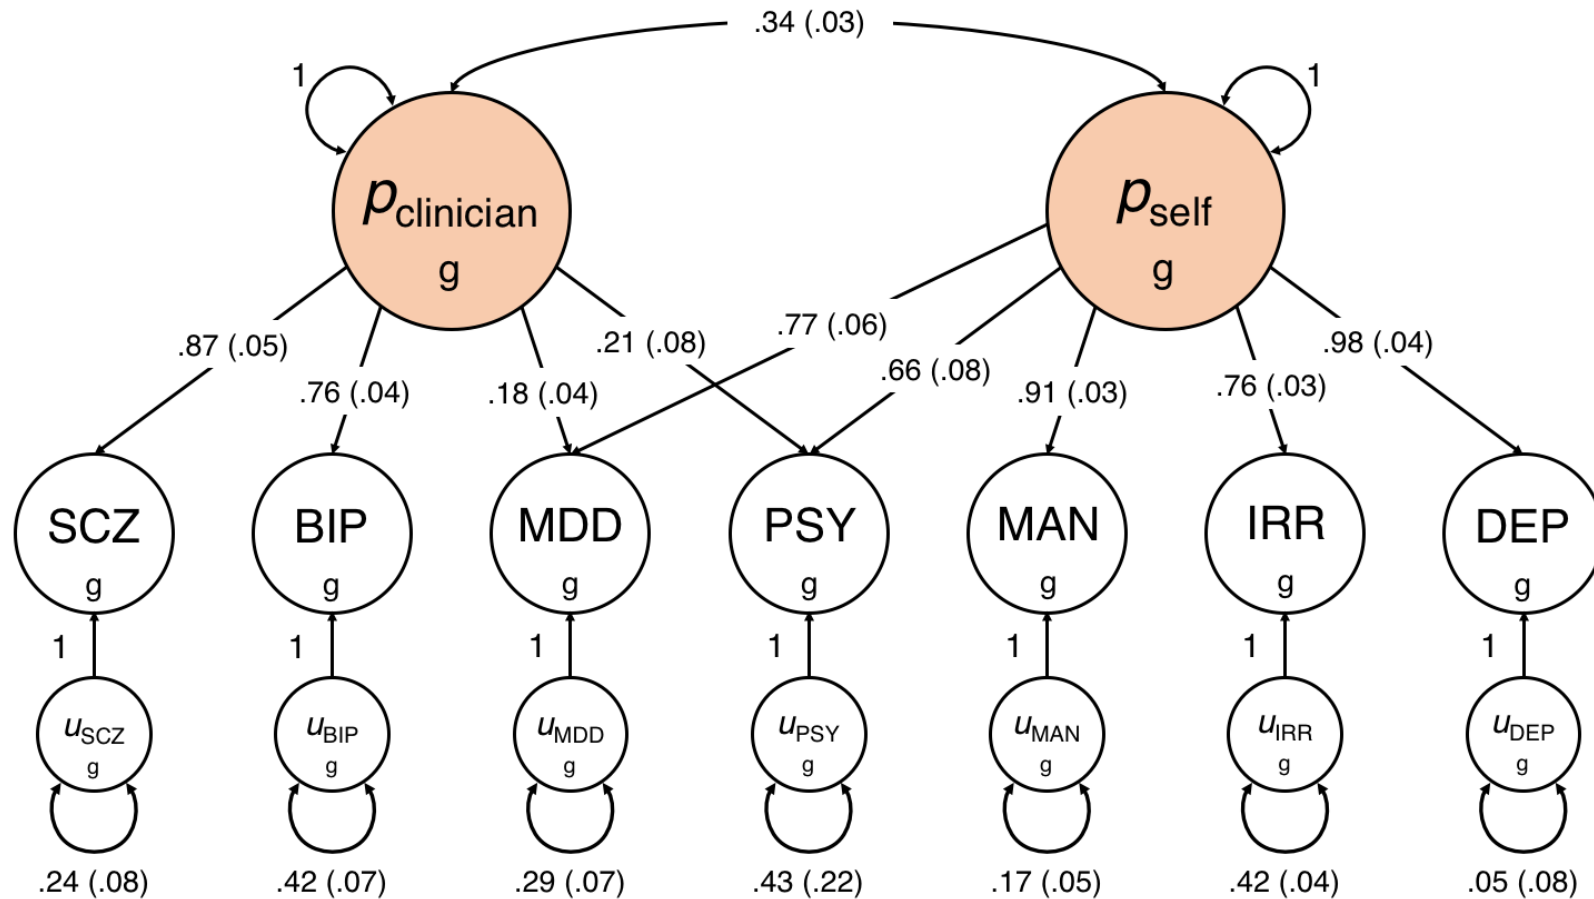 .34 (.03)
1
1
pclinician
g
pself
g
.87 (.05)
.76 (.04)
.18 (.04)
.21 (.08)
.77 (.06)
.66 (.08)
.91 (.03)
.76 (.03)
.98 (.04)
SCZ
g
BIP
g
MDD
g
PSY
g
MAN
g
IRR
g
DEP
g
1
1
1
1
1
1
1
uSCZ
g
uBIP
g
uMDD
g
uPSY
g
uMAN
g
uIRR
g
uDEP
g
.24 (.08)
.42 (.07)
.29 (.07)
.43 (.22)
.17 (.05)
.42 (.04)
.05 (.08)